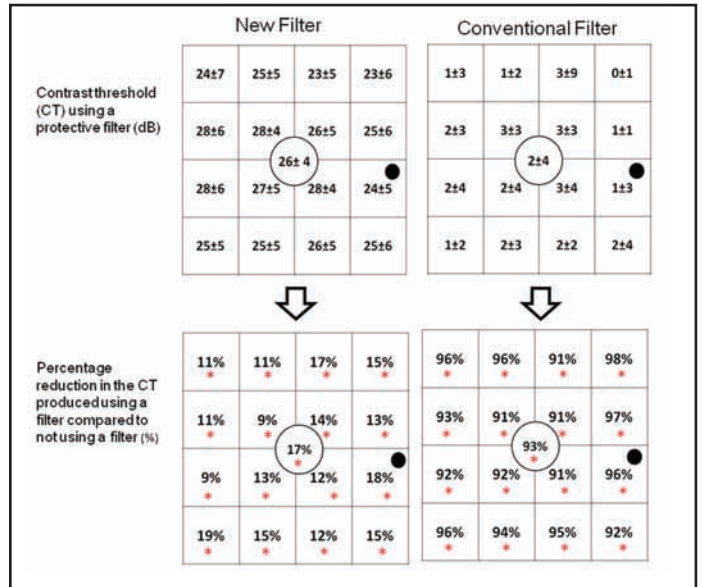 New Filter
Conventional Filter
Contrast threshold
(CT) using a
protective filter (dB)
24±7 25±5 23±5 23±6
28±6 28±4 26±5 25±6
26± 4
28±6 27±5 28±4 24±5
25±5 25±5 26±5 25±6
1±3 1±2 3±9 0±1
2±3 3±3 3±3 1±1
2±4
2±4 2±4 3±4 1±3
1±2 2±3 2±2 2±4
Percentage
reduction in the CT
produced using a
filter compared to
not using a filter (%)
11% 11% 17% 15%
* * * *
11% 9% 14% 13%
* * * *
17%
*
9% 13% 12% 18%
* * * *
19% 15% 12% 15%
* * * *
96% 96% 91% 98%
* * * *
93% 91% 91% 97%
* * * *
93%
*
92% 92% 91% 96%
* * * *
96% 94% 95% 92%
* * * *